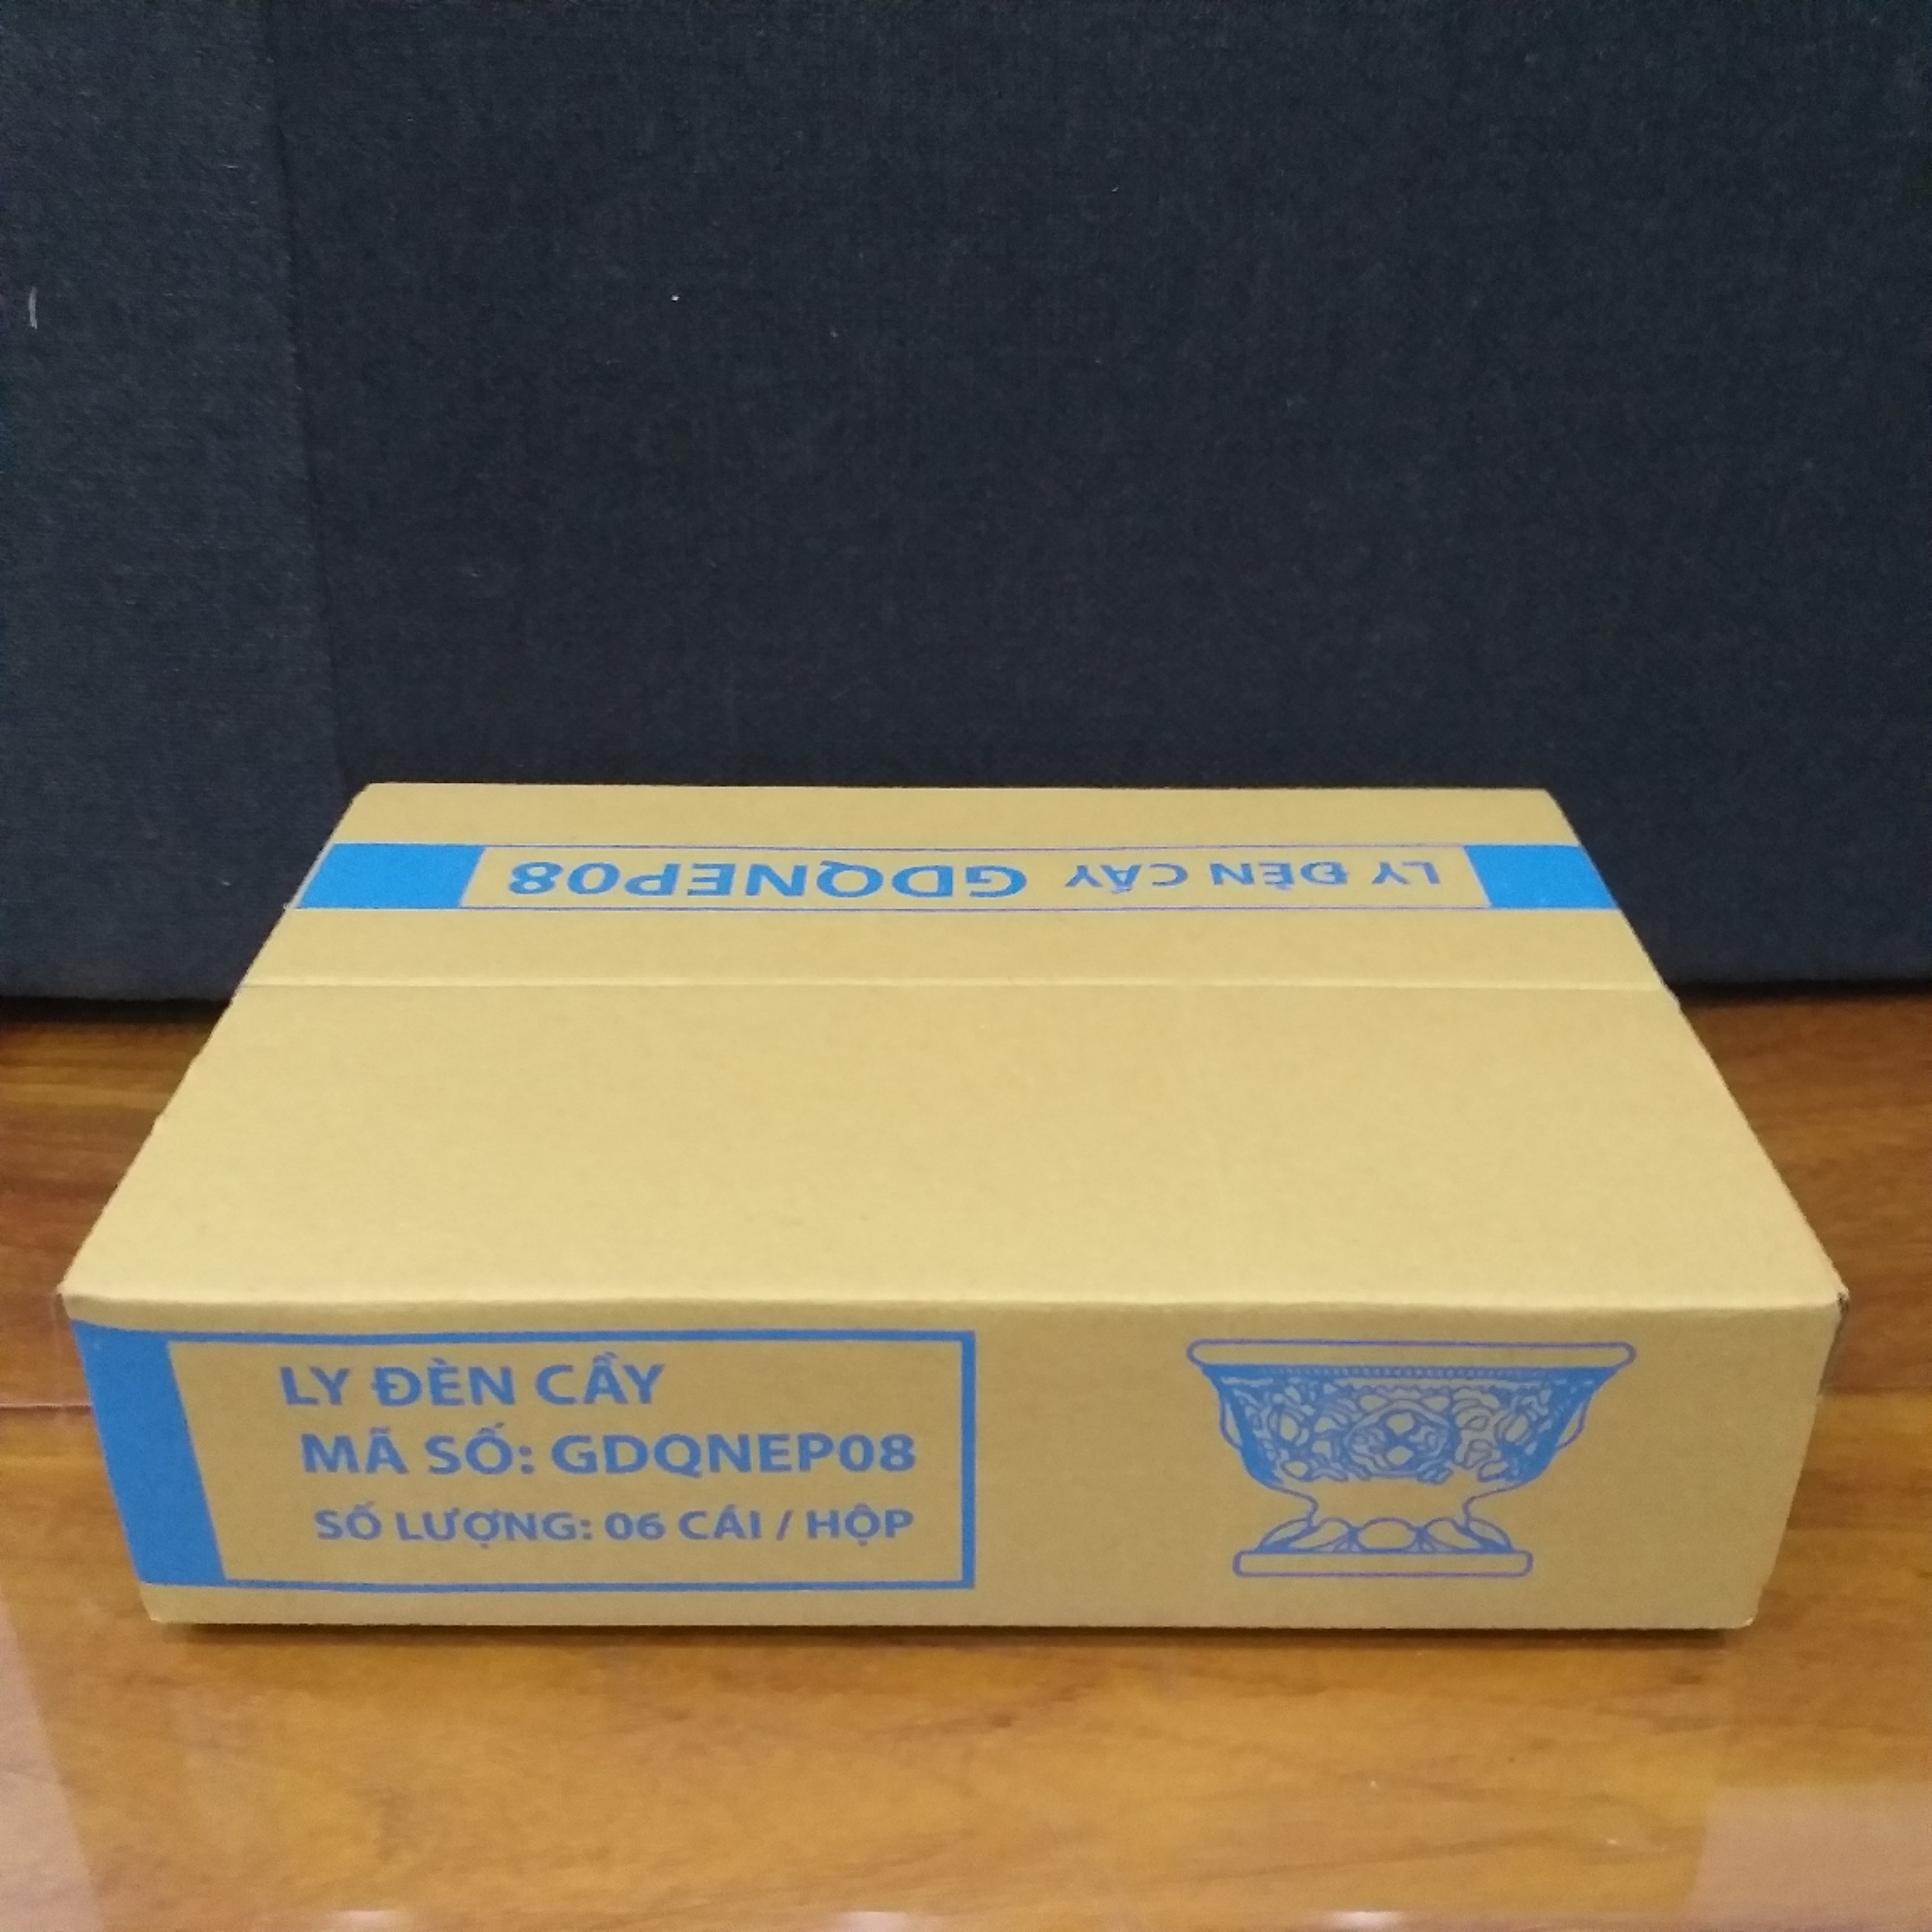 LY ĐÈN CẦY GDQNEP08
LY ĐÈN CẦY
MÃ SỐ: GDQNEP08
SỐ LƯỢNG: 06 CÁI / HỘP